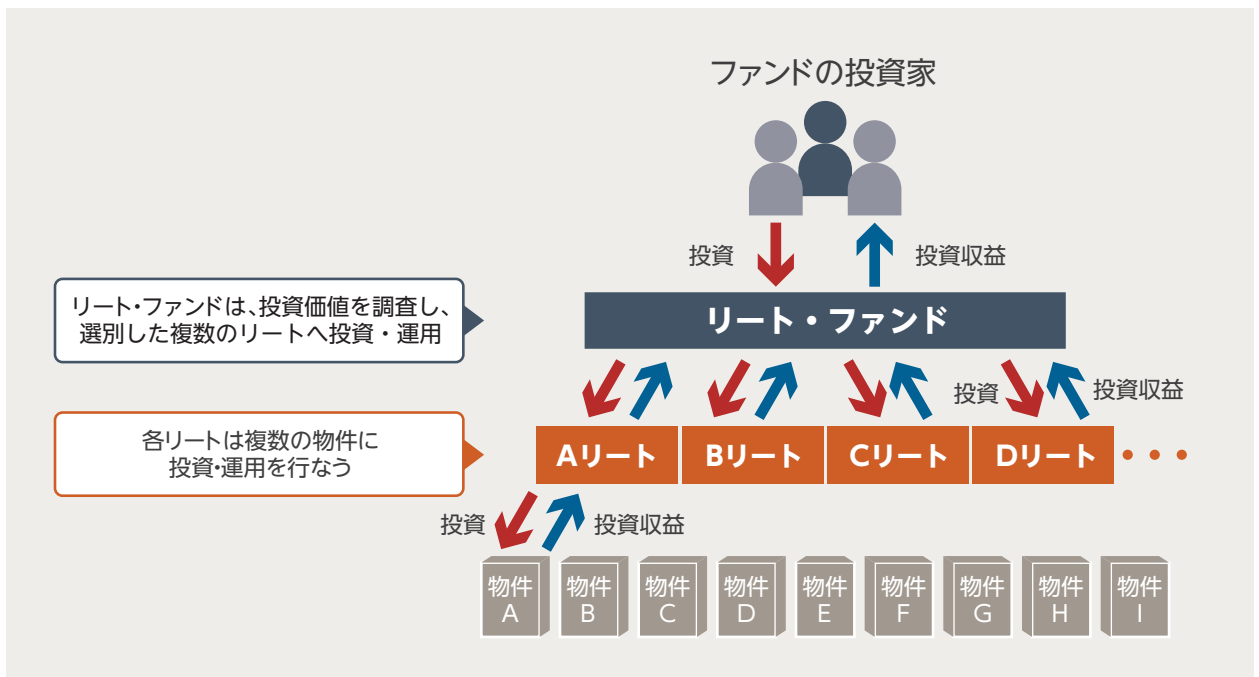 ファンドの投資家
投資
投資収益
リート・ファンドは、投資価値を調査し、
選別した複数のリートへ投資・運用
リート・ファンド
投資
投資収益
各リートは複数の物件に
投資・運用を行なう
Aリート
Bリート
Cリート
Dリート
・・・
投資
投資収益
物件
A
物件
B
物件
C
物件
D
物件
E
物件
F
物件
G
物件
H
物件
I